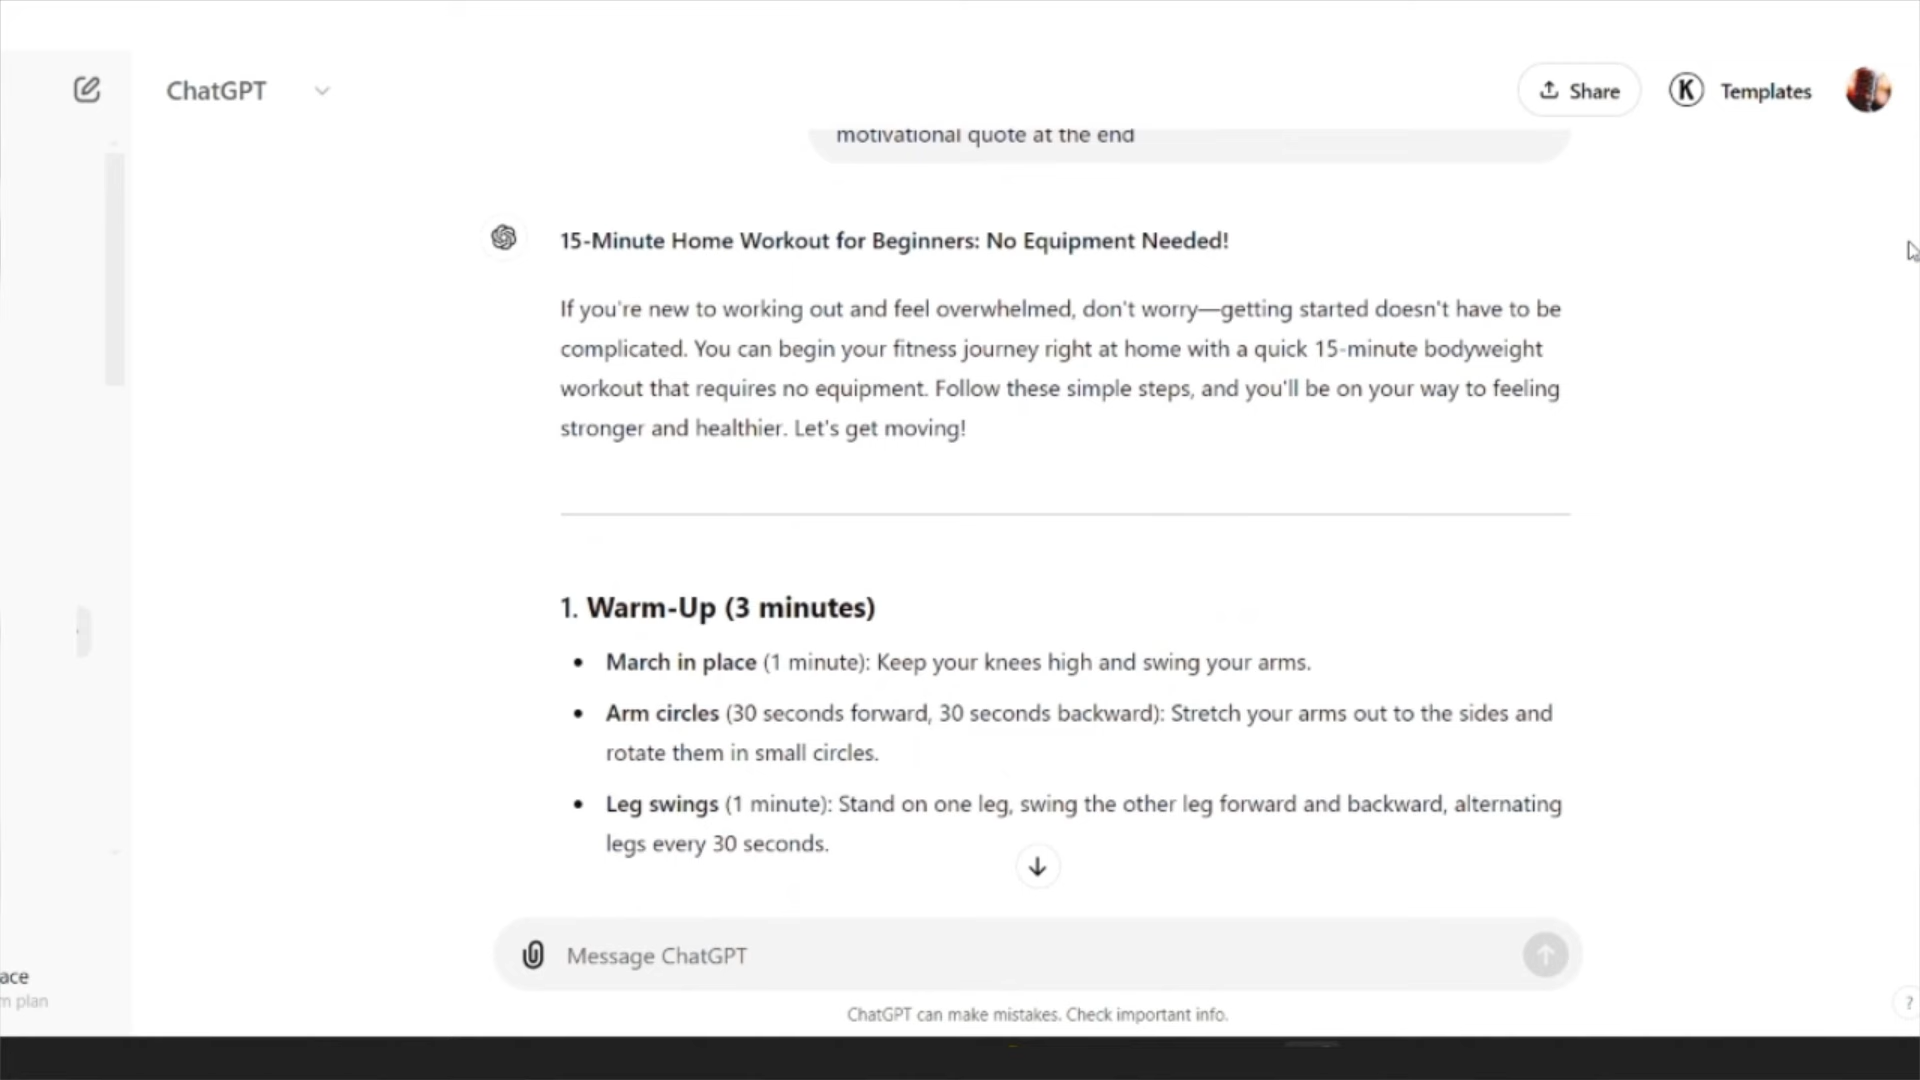 ChatGPT
Share
K
Templates
motivational quote at the end
15-Minute Home Workout for Beginners: No Equipment Needed!
If you're new to working out and feel overwhelmed, don't worry—getting started doesn't have to be
complicated. You can begin your fitness journey right at home with a quick 15-minute bodyweight
workout that requires no equipment. Follow these simple steps, and you'll be on your way to feeling
stronger and healthier. Let's get moving!
1. Warm-Up (3 minutes)
• March in place (1 minute): Keep your knees high and swing your arms.
• Arm circles (30 seconds forward, 30 seconds backward): Stretch your arms out to the sides and
rotate them in small circles.
• Leg swings (1 minute): Stand on one leg, swing the other leg forward and backward, alternating
legs every 30 seconds.
Message ChatGPT
ace
m plan
ChatGPT can make mistakes. Check important info.
?